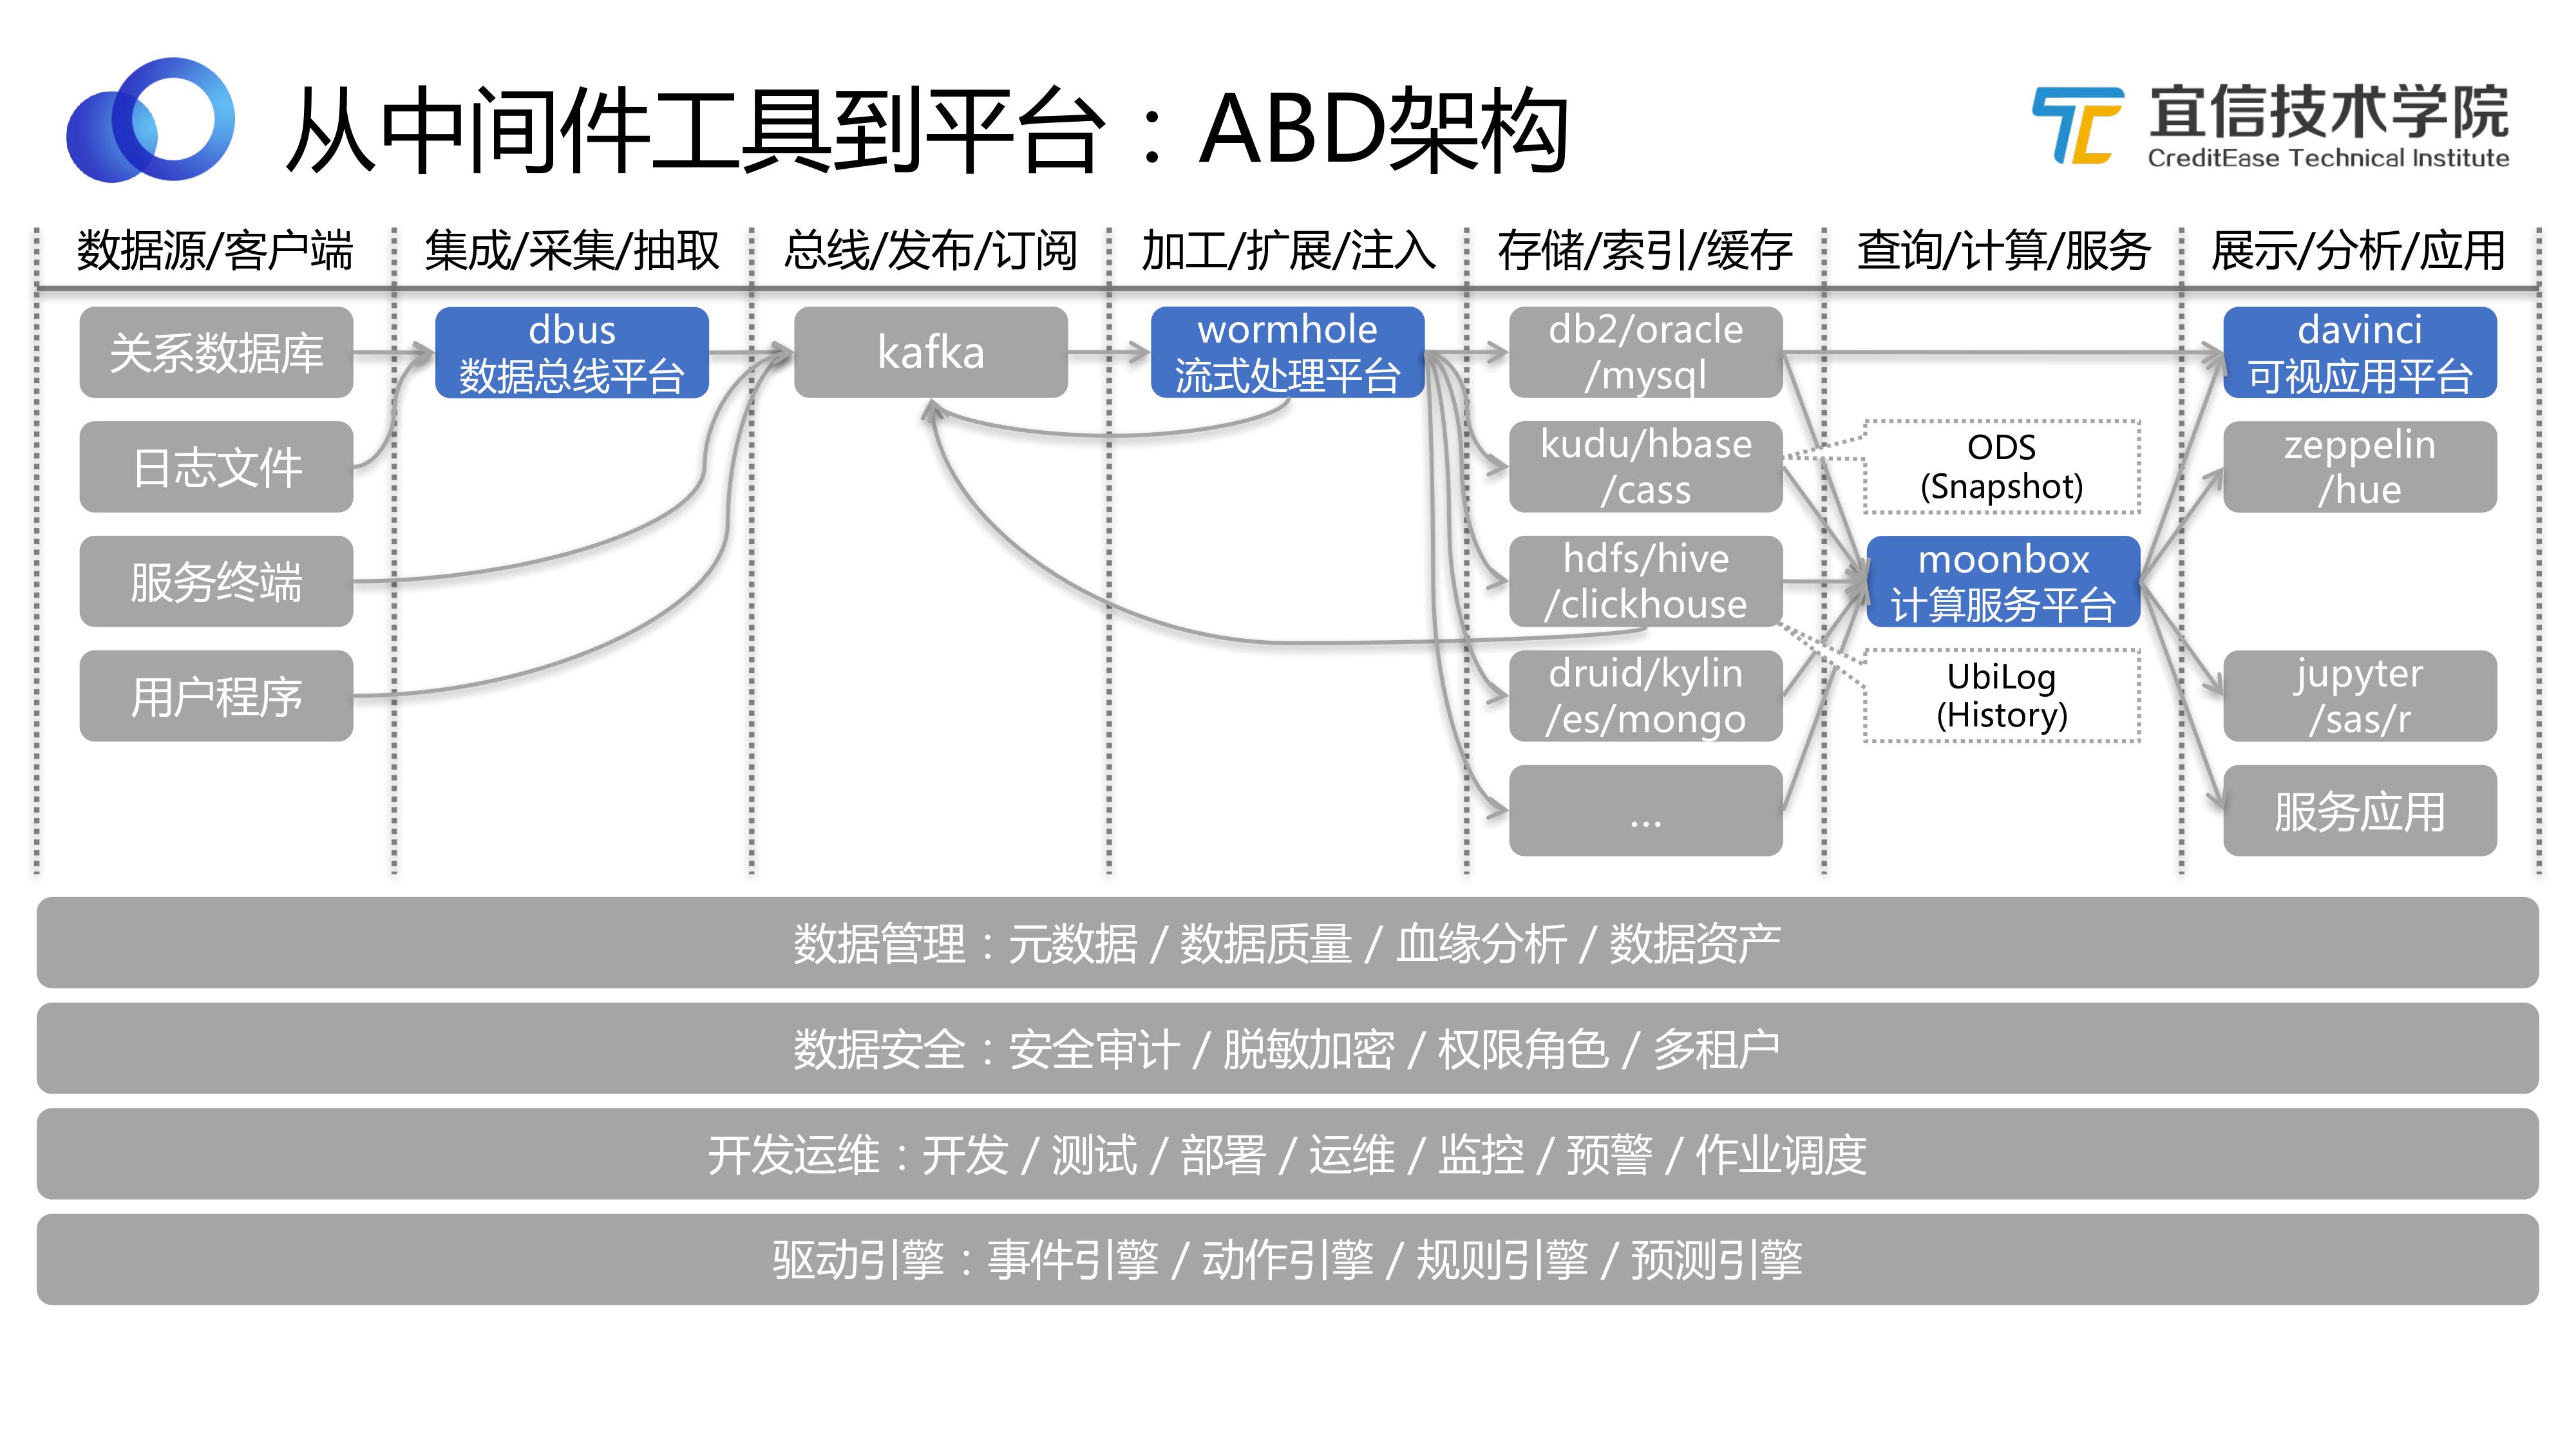 从中间件工具到平台：ABD架构
宜信技术学院
CreditEase Technical Institute
数据源/客户端
集成/采集/抽取
总线/发布/订阅
加工/扩展/注入
存储/索引/缓存
查询/计算/服务
展示/分析/应用
关系数据库
日志文件
服务终端
用户程序
dbus
数据总线平台
kafka
wormhole
流式处理平台
db2/oracle
/mysql
kudu/hbase
/cass
hdfs/hive
/clickhouse
druid/kylin
/es/mongo
...
ODS
(Snapshot)
moonbox
计算服务平台
UbiLog
(History)
davinci
可视应用平台
zeppelin
/hue
jupyter
/sas/r
服务应用
数据管理：元数据 / 数据质量 / 血缘分析 / 数据资产
数据安全：安全审计 / 脱敏加密 / 权限角色 / 多租户
开发运维：开发 / 测试 / 部署 / 运维 / 监控 / 预警 / 作业调度
驱动引擎：事件引擎 / 动作引擎 / 规则引擎 / 预测引擎